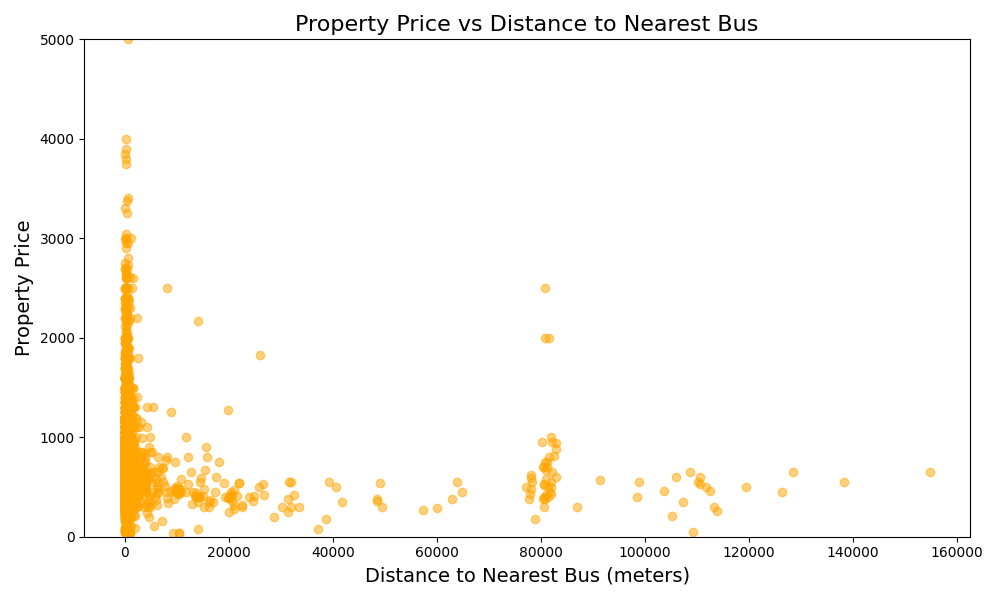 Property Price vs Distance to Nearest Bus
5000
4000
3000
2000
1000
0
Property Price
0 20000 40000 60000 80000 100000 120000 140000 160000
Distance to Nearest Bus (meters)